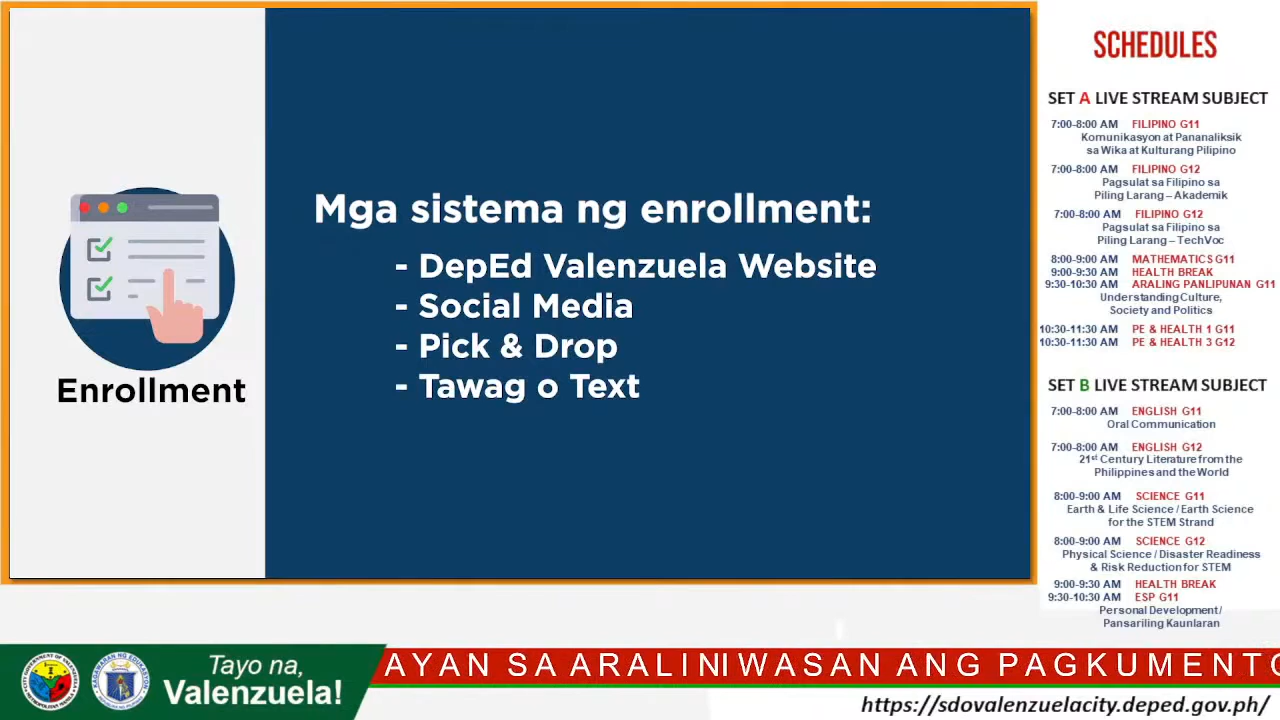 Mga sistema ng enrollment:
- DepEd Valenzuela Website
- Social Media
- Pick & Drop
- Tawag o Text
Enrollment
SCHEDULES
SET A LIVE STREAM SUBJECT
7:00-8:00 AM FILIPINO G11
Komunikasyon at Pananaliksik
sa Wika at Kulturang Pilipino
7:00-8:00 AM FILIPINO G12
Pagsulat sa Filipino sa
Piling Larang – Akademik
7:00-8:00 AM FILIPINO G12
Pagsulat sa Filipino sa
Piling Larang – TechVoc
8:00-9:00 AM MATHEMATICS G11
9:00-9:30 AM HEALTH BREAK
9:30-10:30 AM ARALING PANLIPUNAN G11
Understanding Culture,
Society and Politics
10:30-11:30 AM PE & HEALTH 1 G11
10:30-11:30 AM PE & HEALTH 3 G12
SET B LIVE STREAM SUBJECT
7:00-8:00 AM ENGLISH G11
Oral Communication
7:00-8:00 AM ENGLISH G12
21st Century Literature from the
Philippines and the World
8:00-9:00 AM SCIENCE G11
Earth & Life Science / Earth Science
for the STEM Strand
8:00-9:00 AM SCIENCE G12
Physical Science / Disaster Readiness
& Risk Reduction for STEM
9:00-9:30 AM HEALTH BREAK
9:30-10:30 AM ESP G11
Personal Development/
Pansariling Kaunlaran
Tayo na,
Valenzuela!
AYAN SA ARALIN IWASAN ANG PAGKUMENTO
https://sdovalenzuelacity.deped.gov.ph/